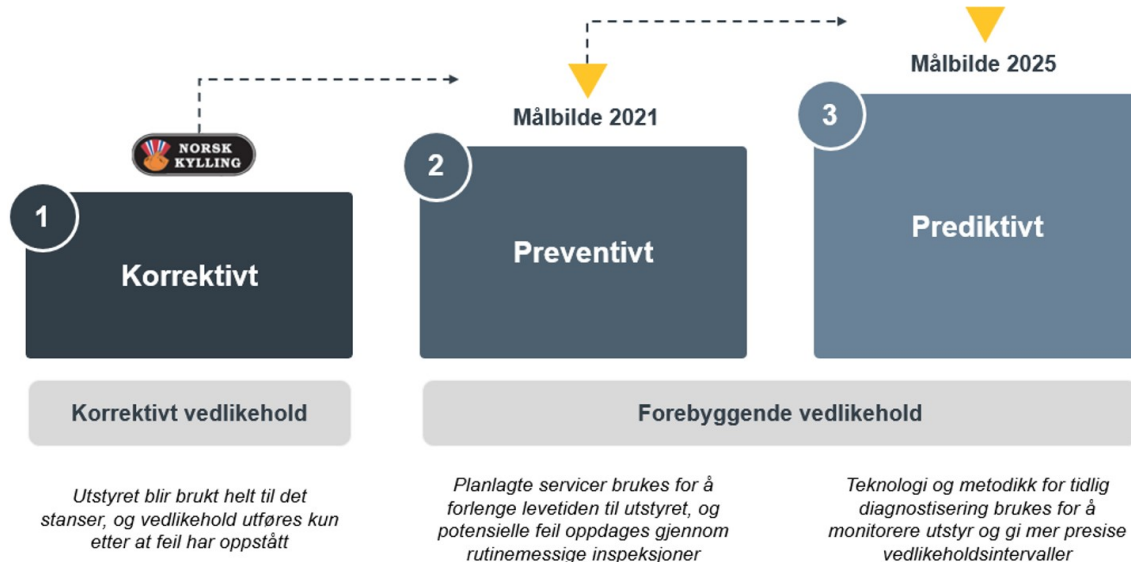 Målbilde 2025
Målbilde 2021
NORSK
KYLLING
1
Korrektivt
2
Preventivt
3
Prediktivt
Korrektivt vedlikehold
Forebyggende vedlikehold
Utstyret blir brukt helt til det
stanser, og vedlikehold utføres kun
etter at feil har oppstått
Planlagte servicer brukes for å
forlenge levetiden til utstyret, og
potensielle feil oppdages gjennom
rutinemessige inspeksjoner
Teknologi og metodikk for tidlig
diagnostisering brukes for å
monitorere utstyr og gi mer presise
vedlikeholdsintervaller